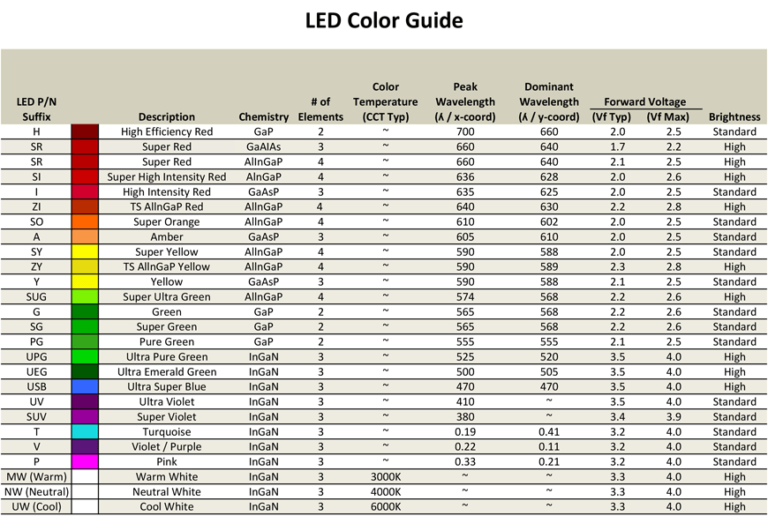 LED Color Guide
Color Peak Dominant
LED P/N # of Temperature Wavelength Wavelength Forward Voltage
Suffix Description Chemistry Elements (CCT Typ) (λ / x-coord) (λ / y-coord) (Vf Typ) (Vf Max) Brightness
H High Efficiency Red GaP 2 ~ 700 660 2.0 2.5 Standard
SR Super Red GaAlAs 3 ~ 660 640 1.7 2.2 High
SR Super Red AlInGaP 4 ~ 660 640 2.1 2.5 High
SI Super High Intensity Red AlnGaP 4 ~ 636 628 2.0 2.6 High
I High Intensity Red GaAsP 3 ~ 635 625 2.0 2.5 Standard
ZI TS AlInGaP Red AlInGaP 4 ~ 640 630 2.2 2.8 High
SO Super Orange AlInGaP 4 ~ 610 602 2.0 2.5 Standard
A Amber GaAsP 3 ~ 605 610 2.0 2.5 Standard
SY Super Yellow AlInGaP 4 ~ 590 588 2.0 2.5 Standard
ZY TS AlInGaP Yellow AlInGaP 4 ~ 590 589 2.3 2.8 High
Y Yellow GaAsP 3 ~ 590 588 2.1 2.5 Standard
SUG Super Ultra Green AlInGaP 4 ~ 574 568 2.2 2.6 High
G Green GaP 2 ~ 565 568 2.2 2.6 Standard
SG Super Green GaP 2 ~ 565 568 2.2 2.6 Standard
PG Pure Green GaP 2 ~ 555 555 2.1 2.5 Standard
UPG Ultra Pure Green InGaN 3 ~ 525 520 3.5 4.0 High
UEG Ultra Emerald Green InGaN 3 ~ 500 505 3.5 4.0 High
USB Ultra Super Blue InGaN 3 ~ 470 470 3.5 4.0 High
UV Ultra Violet InGaN 3 ~ 410 ~ 3.5 4.0 Standard
SUV Super Violet InGaN 3 ~ 380 ~ 3.4 3.9 Standard
T Turquoise InGaN 3 ~ 0.19 0.41 3.2 4.0 Standard
V Violet / Purple InGaN 3 ~ 0.22 0.11 3.2 4.0 Standard
P Pink InGaN 3 ~ 0.33 0.21 3.2 4.0 Standard
MW (Warm) Warm White InGaN 3 3000K ~ ~ 3.3 4.0 High
NW (Neutral) Neutral White InGaN 3 4000K ~ ~ 3.3 4.0 High
UW (Cool) Cool White InGaN 3 6000K ~ ~ 3.3 4.0 High